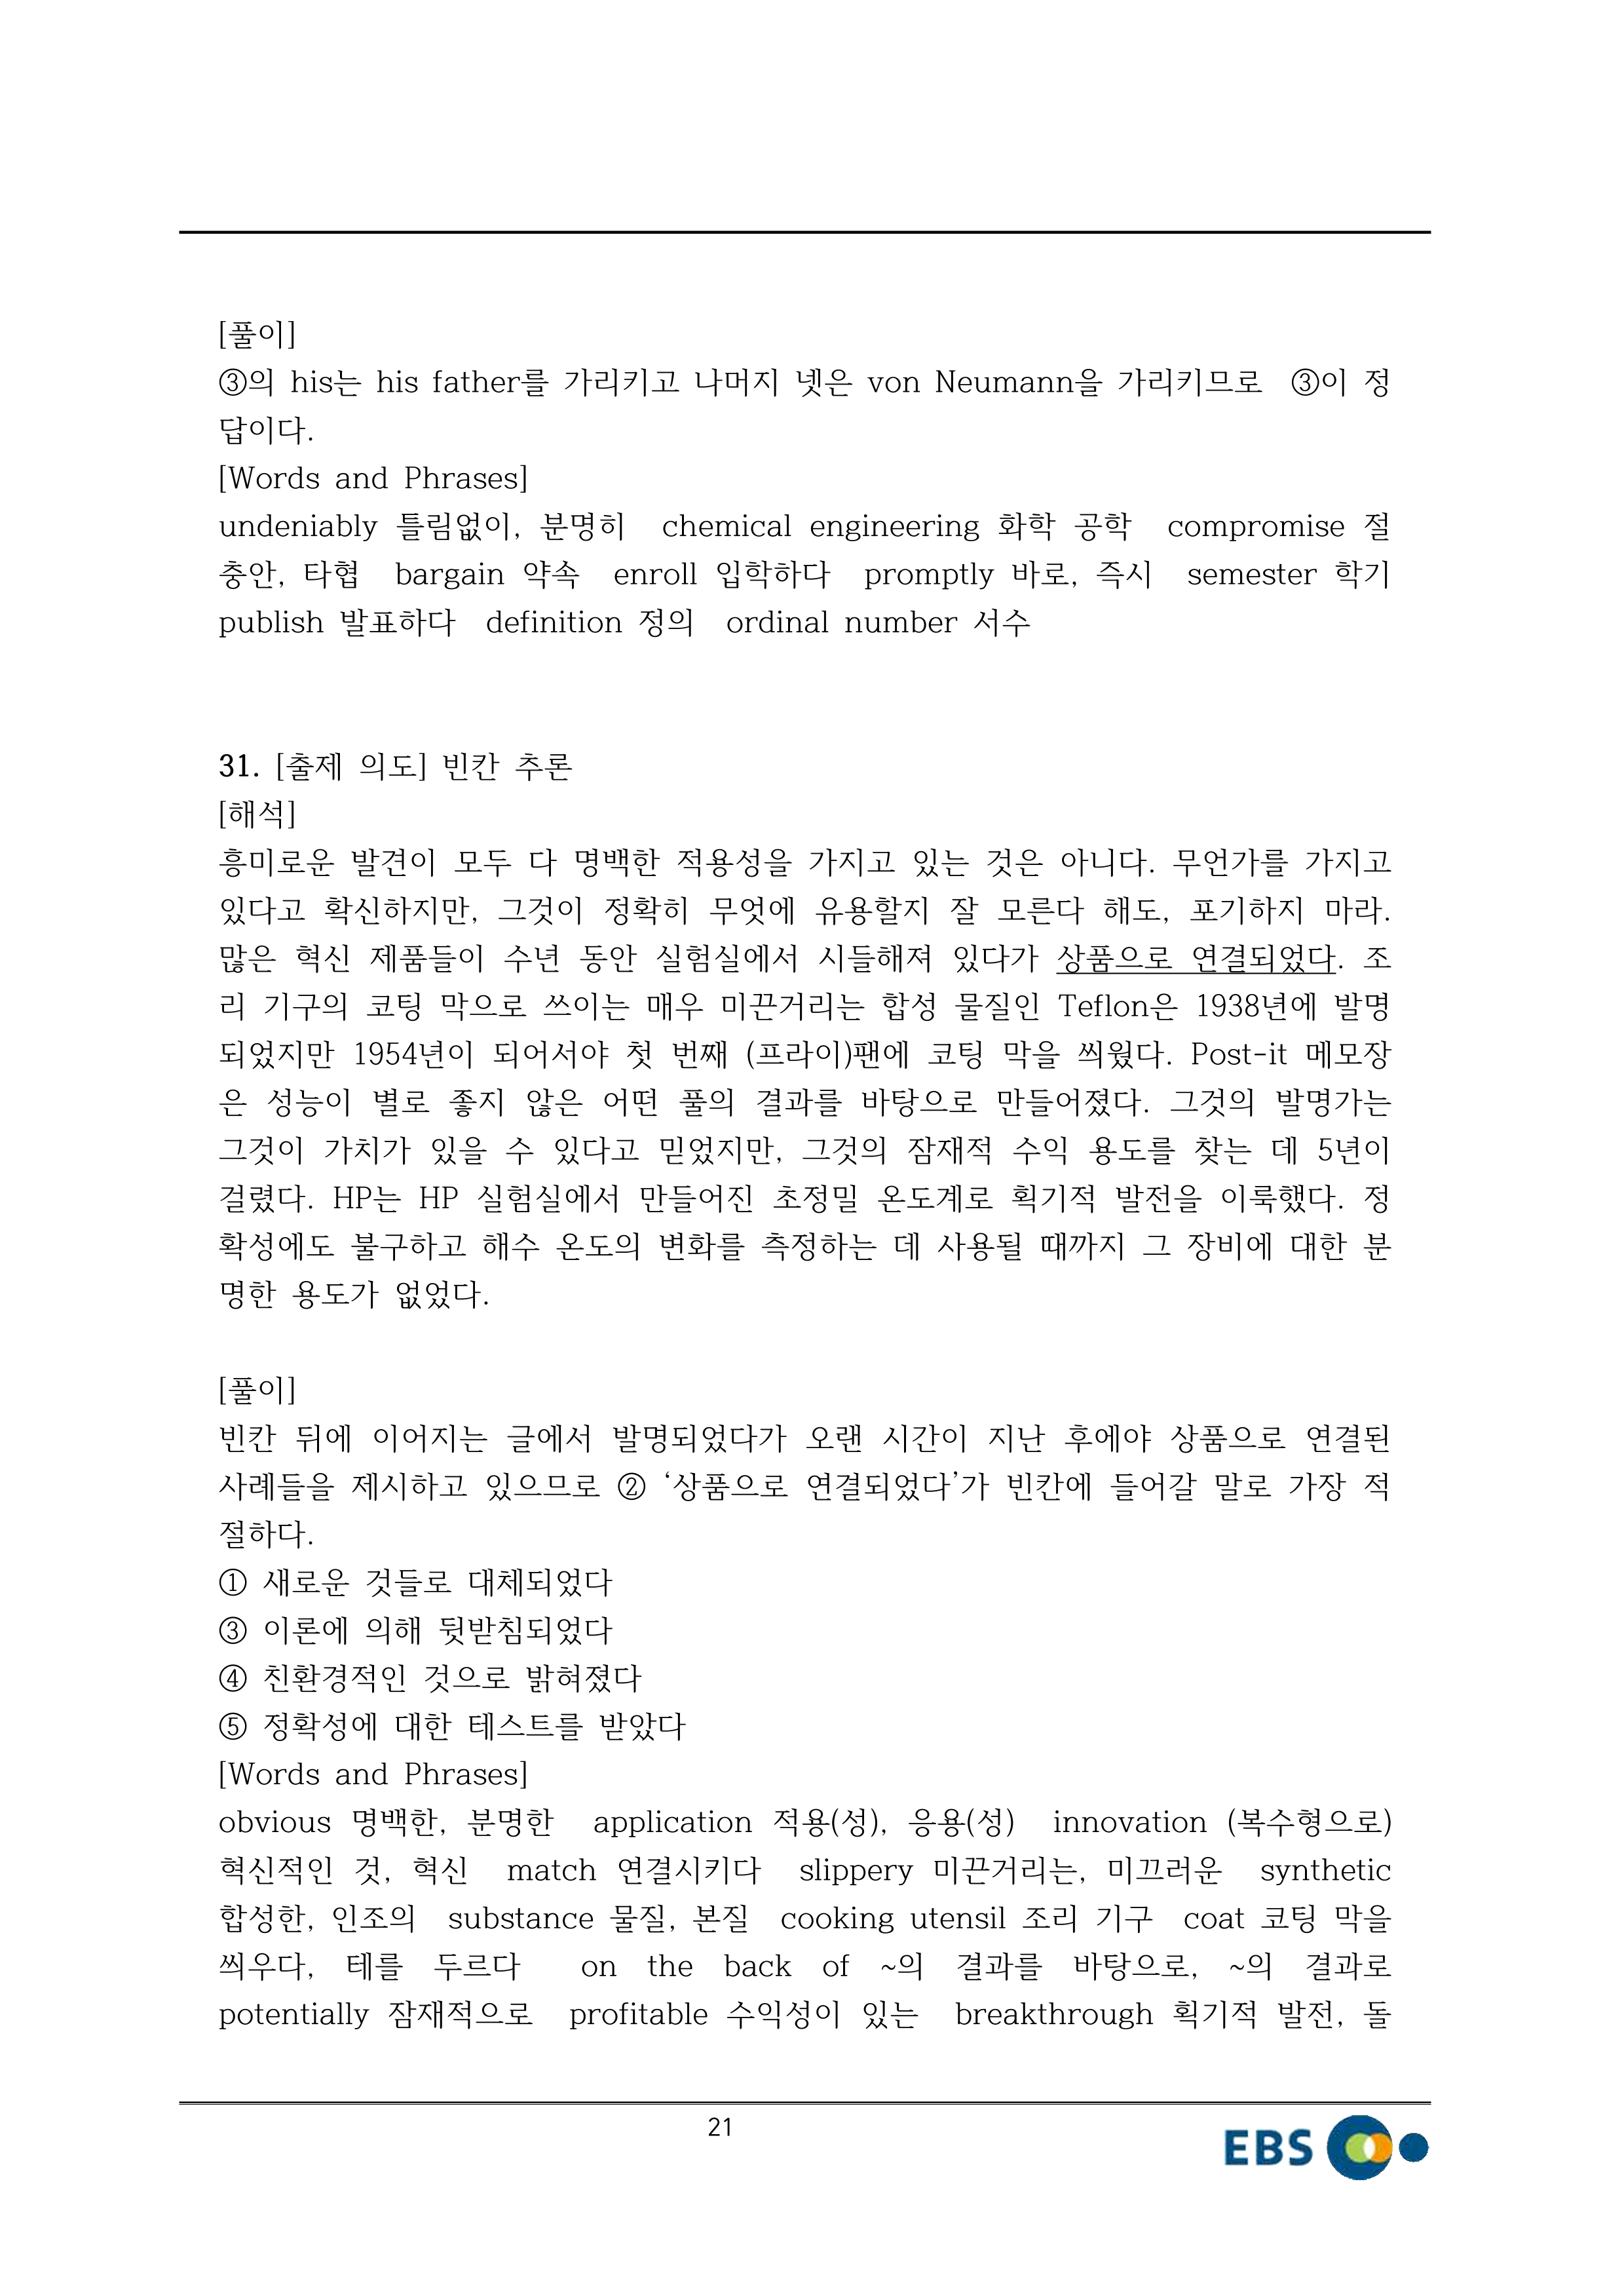 [풀이]
③의 his는 his father를 가리키고 나머지 넷은 von Neumann을 가리키므로 ③이 정
답이다.
[Words and Phrases]
undeniably 틀림없이, 분명히 chemical engineering 화학 공학 compromise 절
충안, 타협 bargain 약속 enroll 입학하다 promptly 바로, 즉시 semester 학기
publish 발표하다 definition 정의 ordinal number 서수
31. [출제 의도] 빈칸 추론
[해석]
흥미로운 발견이 모두 다 명백한 적용성을 가지고 있는 것은 아니다. 무언가를 가지고
있다고 확신하지만, 그것이 정확히 무엇에 유용할지 잘 모른다 해도, 포기하지 마라.
많은 혁신 제품들이 수년 동안 실험실에서 시들해져 있다가 상품으로 연결되었다. 조
리 기구의 코팅 막으로 쓰이는 매우 미끈거리는 합성 물질인 Teflon은 1938년에 발명
되었지만 1954년이 되어서야 첫 번째 (프라이)팬에 코팅 막을 씌웠다. Post-it 메모장
은 성능이 별로 좋지 않은 어떤 풀의 결과를 바탕으로 만들어졌다. 그것의 발명가는
그것이 가치가 있을 수 있다고 믿었지만, 그것의 잠재적 수익 용도를 찾는 데 5년이
걸렸다. HP는 HP 실험실에서 만들어진 초정밀 온도계로 획기적 발전을 이룩했다. 정
확성에도 불구하고 해수 온도의 변화를 측정하는 데 사용될 때까지 그 장비에 대한 분
명한 용도가 없었다.
[풀이]
빈칸 뒤에 이어지는 글에서 발명되었다가 오랜 시간이 지난 후에야 상품으로 연결된
사례들을 제시하고 있으므로 ② ‘상품으로 연결되었다’가 빈칸에 들어갈 말로 가장 적
절하다.
① 새로운 것들로 대체되었다
③ 이론에 의해 뒷받침되었다
④ 친환경적인 것으로 밝혀졌다
⑤ 정확성에 대한 테스트를 받았다
[Words and Phrases]
obvious 명백한, 분명한 application 적용(성), 응용(성) innovation (복수형으로)
혁신적인 것, 혁신 match 연결시키다 slippery 미끈거리는, 미끄러운 synthetic
합성한, 인조의 substance 물질, 본질 cooking utensil 조리 기구 coat 코팅 막을
씌우다, 테를 두르다 on the back of ~의 결과를 바탕으로, ~의 결과로
potentially 잠재적으로 profitable 수익성이 있는 breakthrough 획기적 발전, 돌
21
EBS